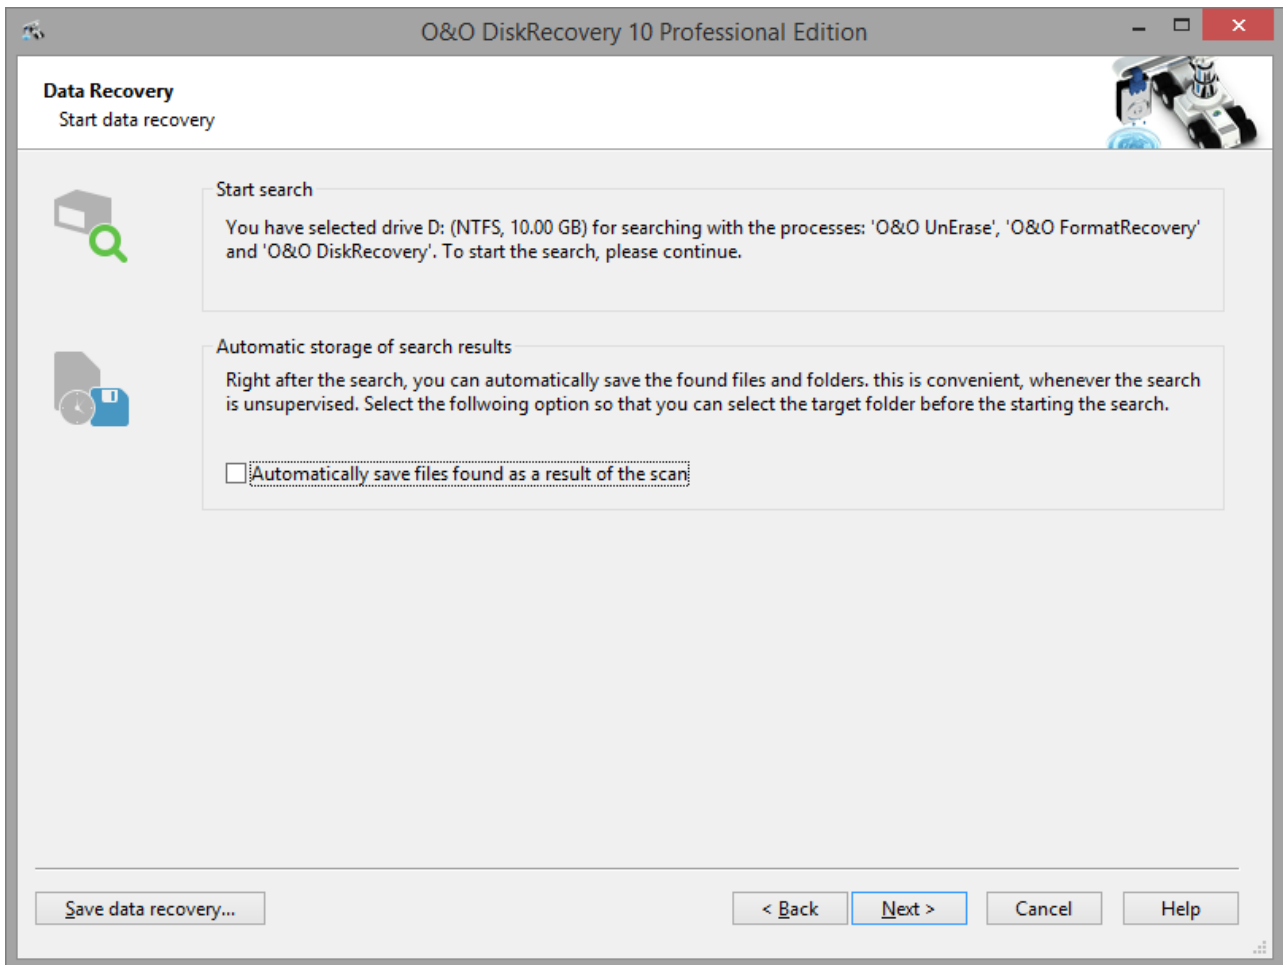 O&O DiskRecovery 10 Professional Edition
Data Recovery
Start data recovery
Start search
You have selected drive D: (NTFS, 10.00 GB) for searching with the processes: 'O&O UnErase', 'O&O FormatRecovery'
and 'O&O DiskRecovery'. To start the search, please continue.
Automatic storage of search results
Right after the search, you can automatically save the found files and folders. this is convenient, whenever the search
is unsupervised. Select the follwoing option so that you can select the target folder before the starting the search.
Automatically save files found as a result of the scan
Save data recovery...
< Back
Next >
Cancel
Help